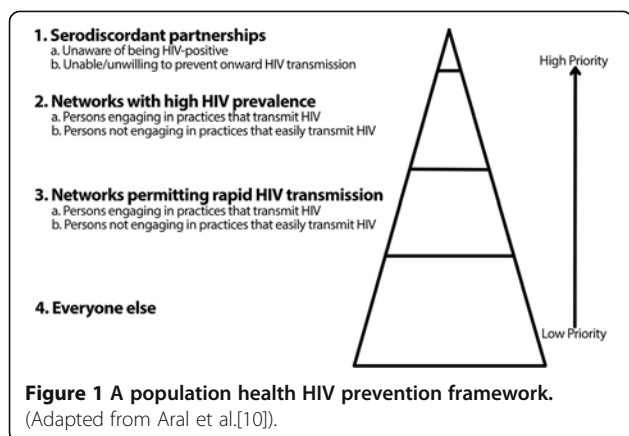 1. Serodiscordant partnerships
a. Unaware of being HIV-positive
b. Unable/unwilling to prevent onward HIV transmission
High Priority
2. Networks with high HIV prevalence
a. Persons engaging in practices that transmit HIV
b. Persons not engaging in practices that easily transmit HIV
3. Networks permitting rapid HIV transmission
a. Persons engaging in practices that transmit HIV
b. Persons not engaging in practices that easily transmit HIV
4. Everyone else
Low Priority
Figure 1 A population health HIV prevention framework.
(Adapted from Aral et al.[10]).